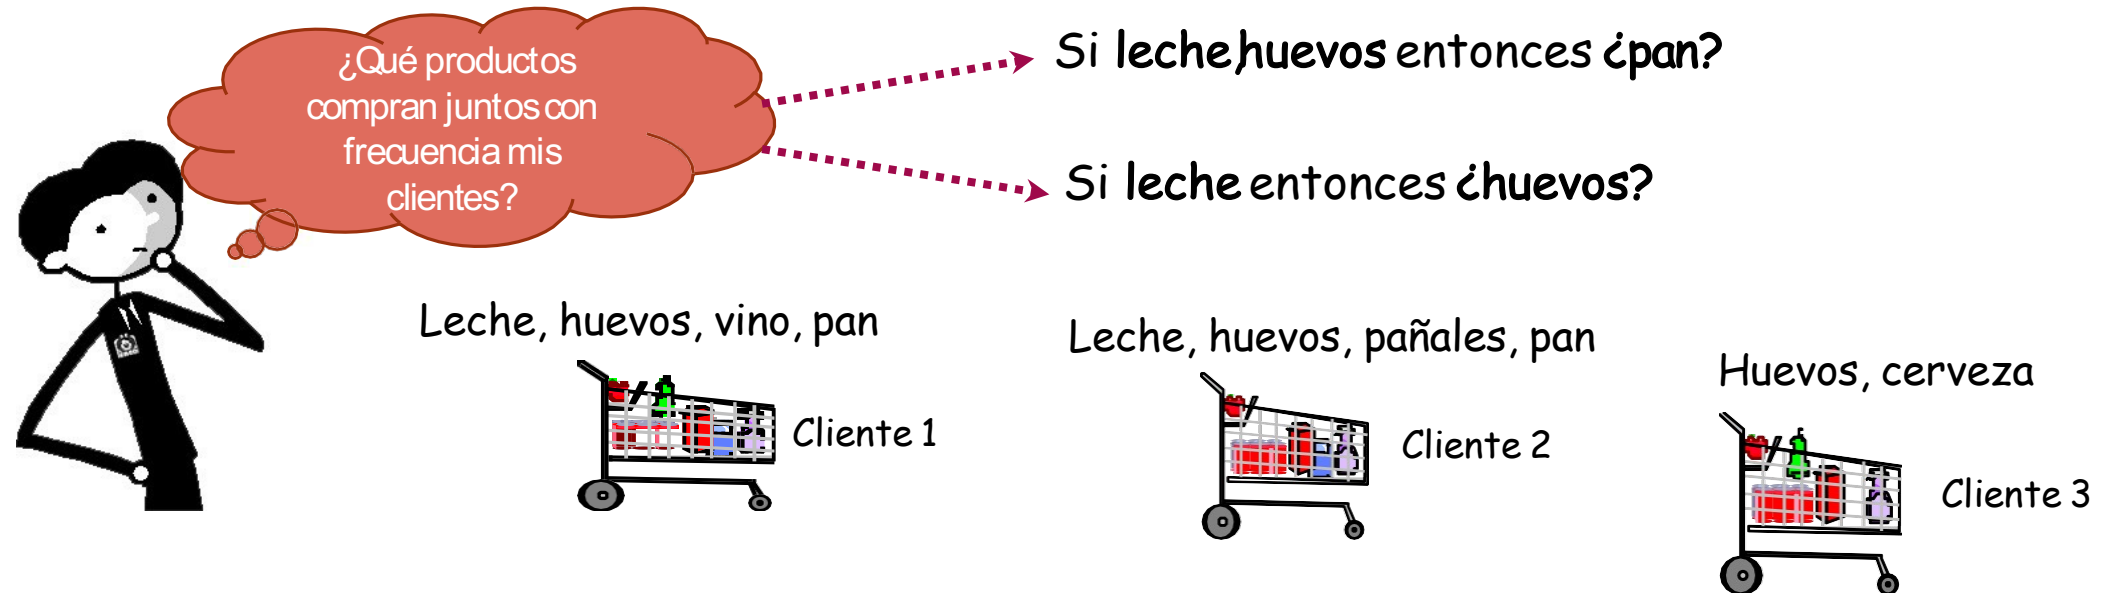 ¿Qué productos
compran juntos con
frecuencia mis
clientes?
Si leche,huevos entonces ¿pan?
Si leche entonces ¿huevos?
Leche, huevos, vino, pan
Cliente 1
Leche, huevos, pañales, pan
Cliente 2
Huevos, cerveza
Cliente 3